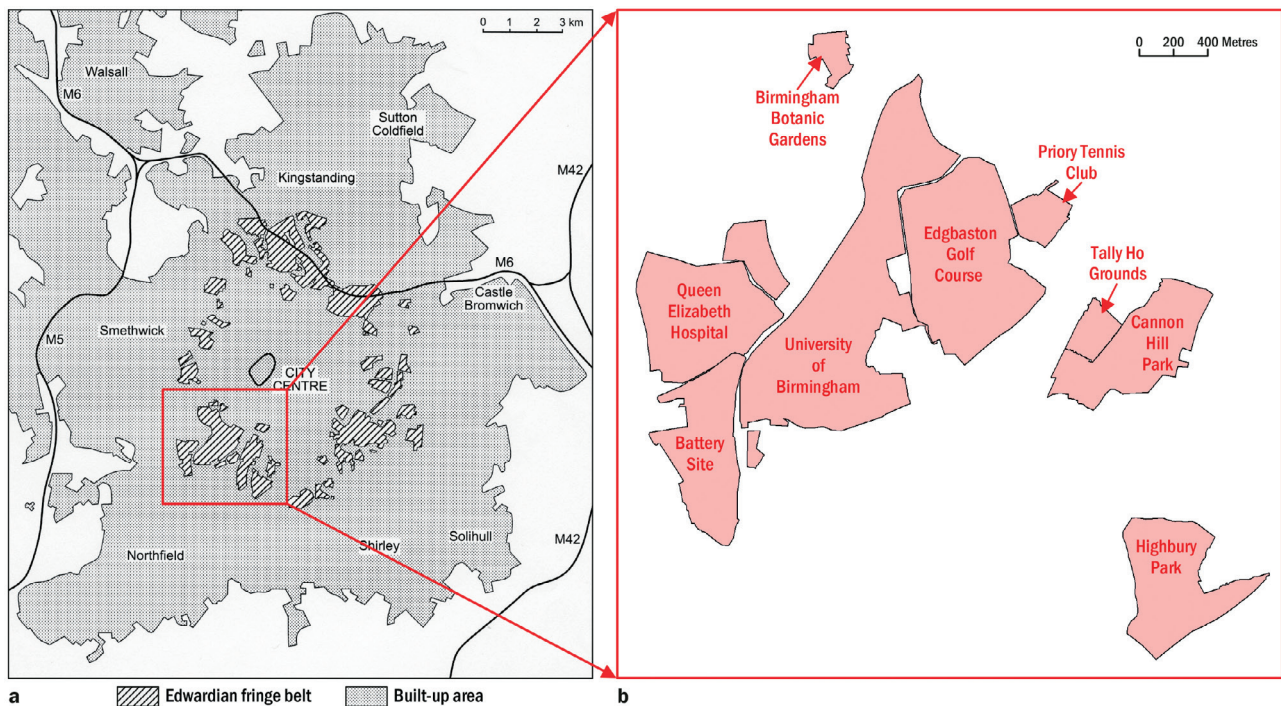 0 1 2 3 km
Walsall
M6
Sutton
Coldfield
M42
Kingstanding
M6
Castle
Bromwich
Smethwick
M5
CITY
CENTRE
Solihull
M42
Shirley
Northfield
a
Edwardian fringe belt
Built-up area
0 200 400 Metres
Birmingham
Botanic
Gardens
Priory Tennis
Club
Edgbaston
Golf
Course
Tally Ho
Grounds
Queen
Elizabeth
Hospital
Cannon
Hill
Park
University
of
Birmingham
Battery
Site
Highbury
Park
b